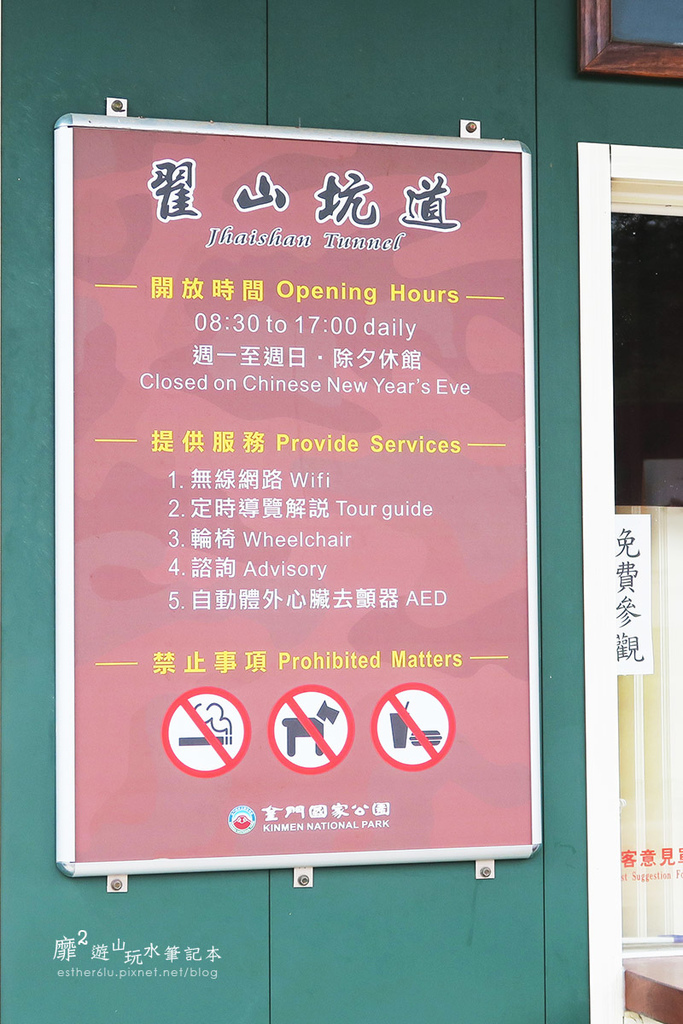 翟山坑道
Jhaishan Tunnel
開放時間 Opening Hours
08:30 to 17:00 daily
週一至週日·除夕休館
Closed on Chinese New Year's Eve
提供服務 Provide Services
1. 無線網路 Wifi
2. 定時導覽解說 Tour guide
3. 輪椅 Wheelchair
4. 諮詢 Advisory
5. 自動體外心臟去顫器 AED
禁止事項 Prohibited Matters
金門國家公園
KINMEN NATIONAL PARK
免費參觀
客意見
Suggestion
靡2遊山玩水筆記本
esther6lu.pixnet.net/blog